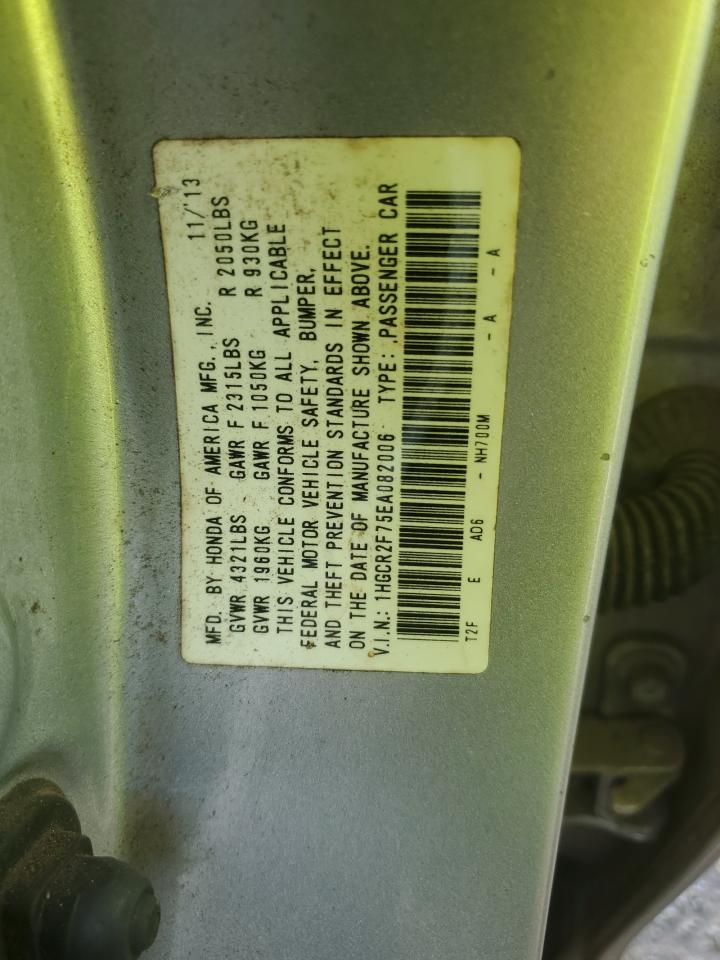 MFD. BY HONDA OF AMERICA MFG., INC. 11/'13
GVWR 4321LBS GAWR F 2315LBS R 2050LBS
GVWR 1960KG GAWR F 1050KG R 930KG
THIS VEHICLE CONFORMS TO ALL APPLICABLE
FEDERAL MOTOR VEHICLE SAFETY, BUMPER,
AND THEFT PREVENTION STANDARDS IN EFFECT
ON THE DATE OF MANUFACTURE SHOWN ABOVE.
V.I.N.: 1HGCR2F75EA082006 TYPE: PASSENGER CAR
T2F E AD6 - NH700M - A - A